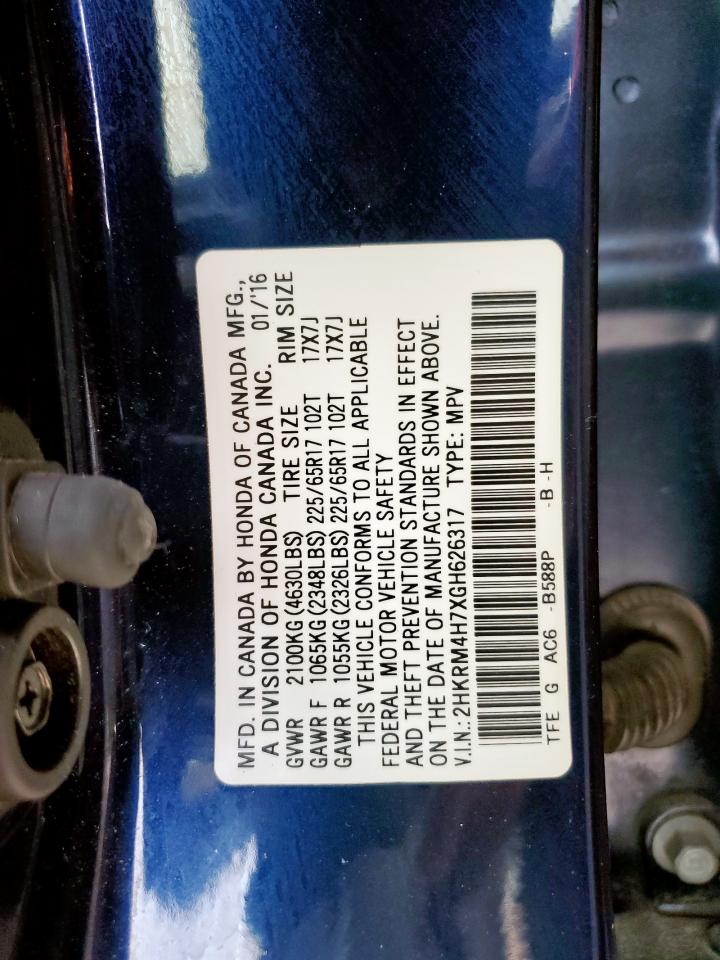 MFD. IN CANADA BY HONDA OF CANADA MFG.,
A DIVISION OF HONDA CANADA INC. 01/'16
GVWR 2100KG (4630LBS) TIRE SIZE RIM SIZE
GAWR F 1065KG (2348LBS) 225/65R17 102T 17X7J
GAWR R 1055KG (2326LBS) 225/65R17 102T 17X7J
THIS VEHICLE CONFORMS TO ALL APPLICABLE
FEDERAL MOTOR VEHICLE SAFETY
AND THEFT PREVENTION STANDARDS IN EFFECT
ON THE DATE OF MANUFACTURE SHOWN ABOVE.
V.I.N.: 2HKRM4H7XGH626317 TYPE: MPV
TFE G AC6 -B588P -B -H